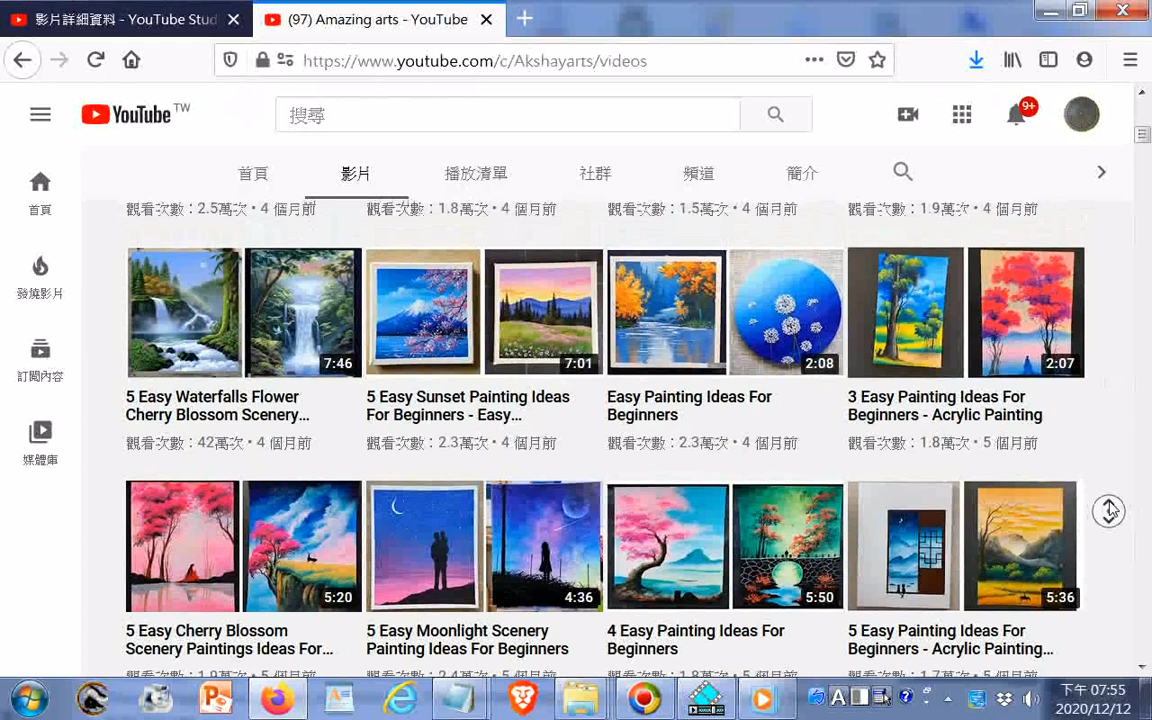 影片詳細資料 - YouTube Stud
(97) Amazing arts - YouTube
https://www.youtube.com/c/Akshayarts/videos
YouTube TW
搜尋
9+
首頁
影片
播放清單
社群
頻道
簡介
首頁
發燒影片
訂閱內容
媒體庫
觀看次數：2.5萬次 • 4 個月前
觀看次數：1.8萬次 • 4 個月前
觀看次數：1.5萬次 • 4 個月前
觀看次數：1.9萬次 • 4 個月前
7:46
7:01
2:08
2:07
5 Easy Waterfalls Flower
Cherry Blossom Scenery...
觀看次數：42萬次 • 4 個月前
5 Easy Sunset Painting Ideas
For Beginners - Easy...
觀看次數：2.3萬次 • 4 個月前
Easy Painting Ideas For
Beginners
觀看次數：2.3萬次 • 4 個月前
3 Easy Painting Ideas For
Beginners - Acrylic Painting
觀看次數：1.8萬次 • 5 個月前
5:20
4:36
5:50
5:36
5 Easy Cherry Blossom
Scenery Paintings Ideas For...
5 Easy Moonlight Scenery
Painting Ideas For Beginners
4 Easy Painting Ideas For
Beginners
5 Easy Painting Ideas For
Beginners - Acrylic Painting...
下午 07:55
2020/12/12